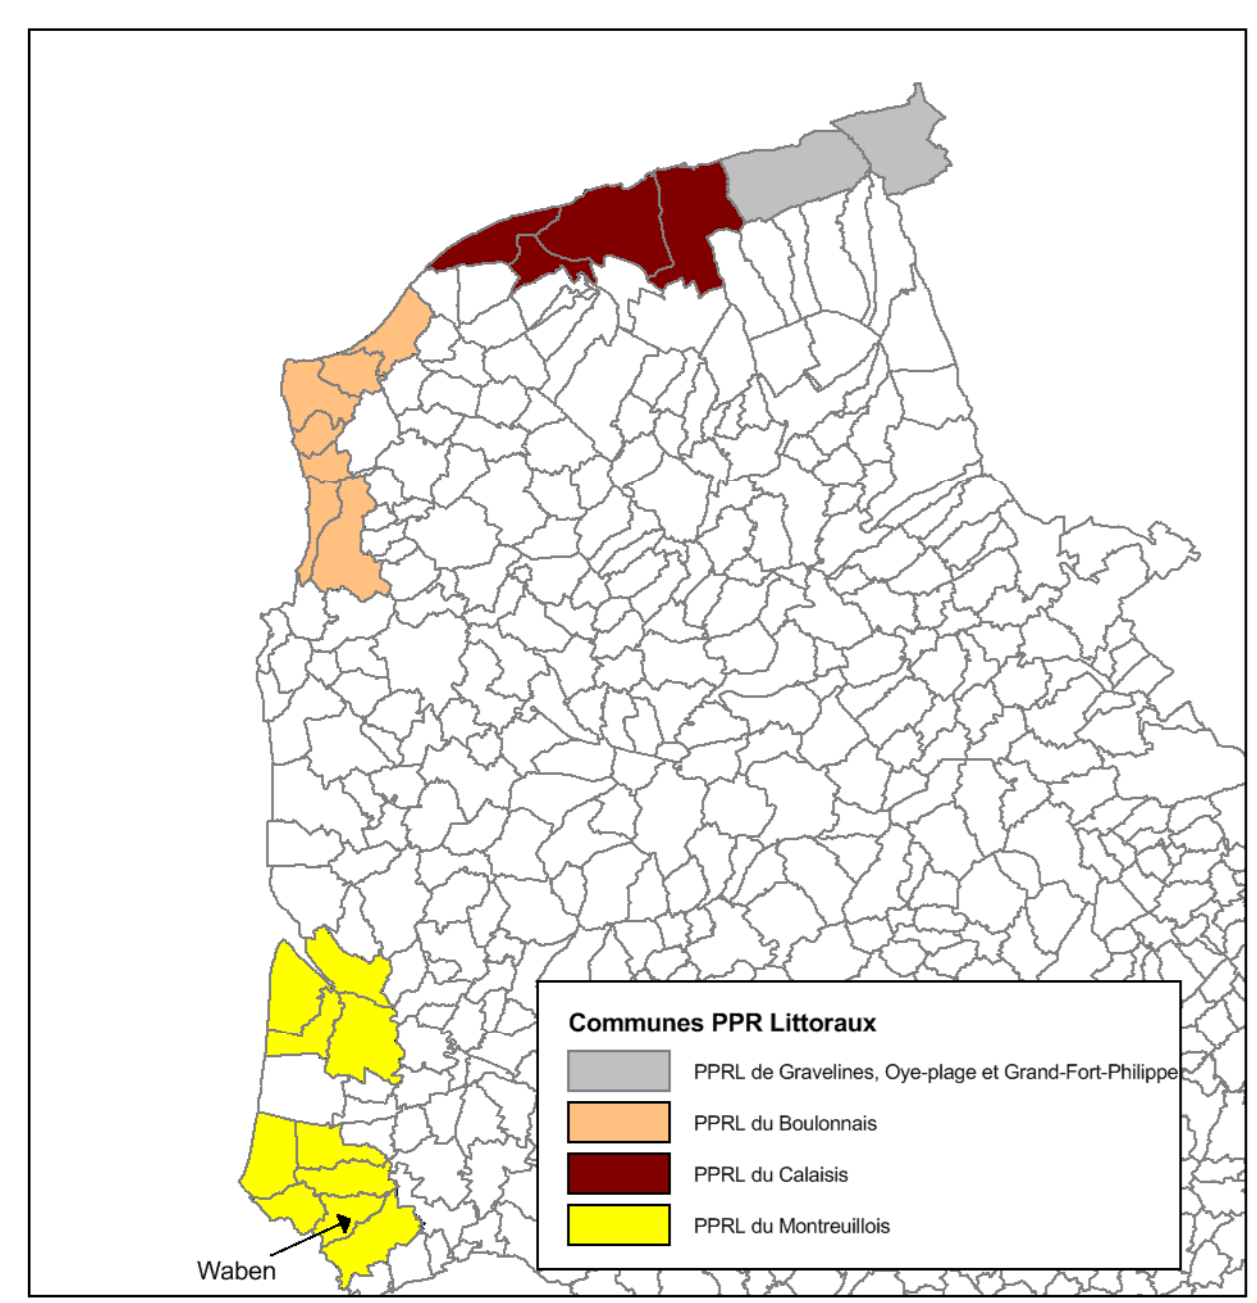 Communes PPR Littoraux
PPRL de Gravelines, Oye-plage et Grand-Fort-Philippe
PPRL du Boulonnais
PPRL du Calaisis
PPRL du Montreuillois
Waben